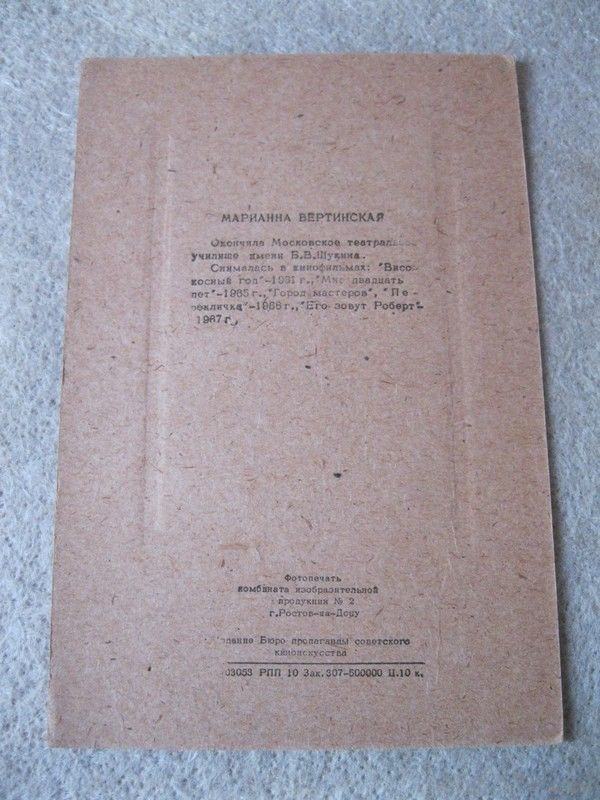 МАРИАННА ВЕРТИНСКАЯ
Окончила Московское
училище имени Б.В.Щукина.
Снималась в кинофильмах: "Висо-
косный год"-1961 г., "Мне двадцать
лет"-1965 г., "Город мастеров", "Пе-
рекличка"-1966 г., "Его зовут Роберт"-
1967 г.
Фотопечать
комбината изобразительной
продукции № 2
г.Ростов-на-Дону
Бюро пропаганды советского
киноискусства
03053 РПП 10 Зак.307-500000 Ц.10 к.